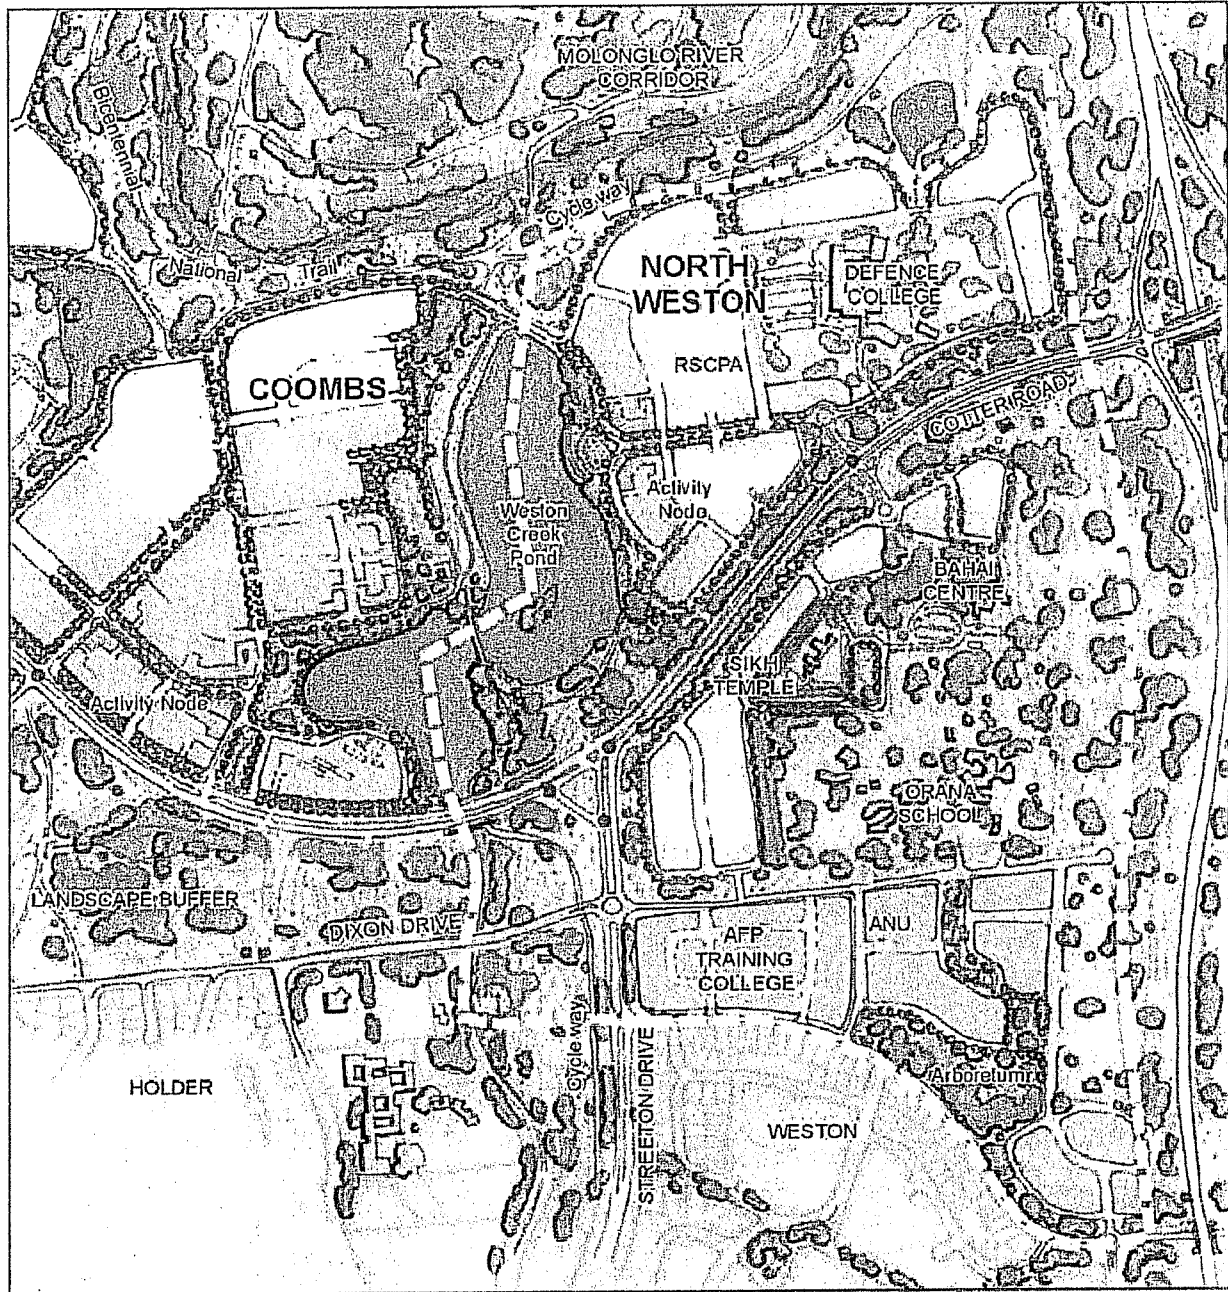 MOLONGLO RIVER
CORRIDOR
Bicentennial
National
Trail
Cycle way
NORTH
WESTON
DEFENCE
COLLEGE
RSCPA
COOMBS
COTTER ROAD
Activity
Node
Weston
Creek
Pond
BAHAI
CENTRE
SIKH
TEMPLE
Activity Node
ORANA
SCHOOL
LANDSCAPE BUFFER
DIXON DRIVE
AFP
TRAINING
COLLEGE
ANU
Cycle way
STREETON DRIVE
HOLDER
WESTON
Arboretum